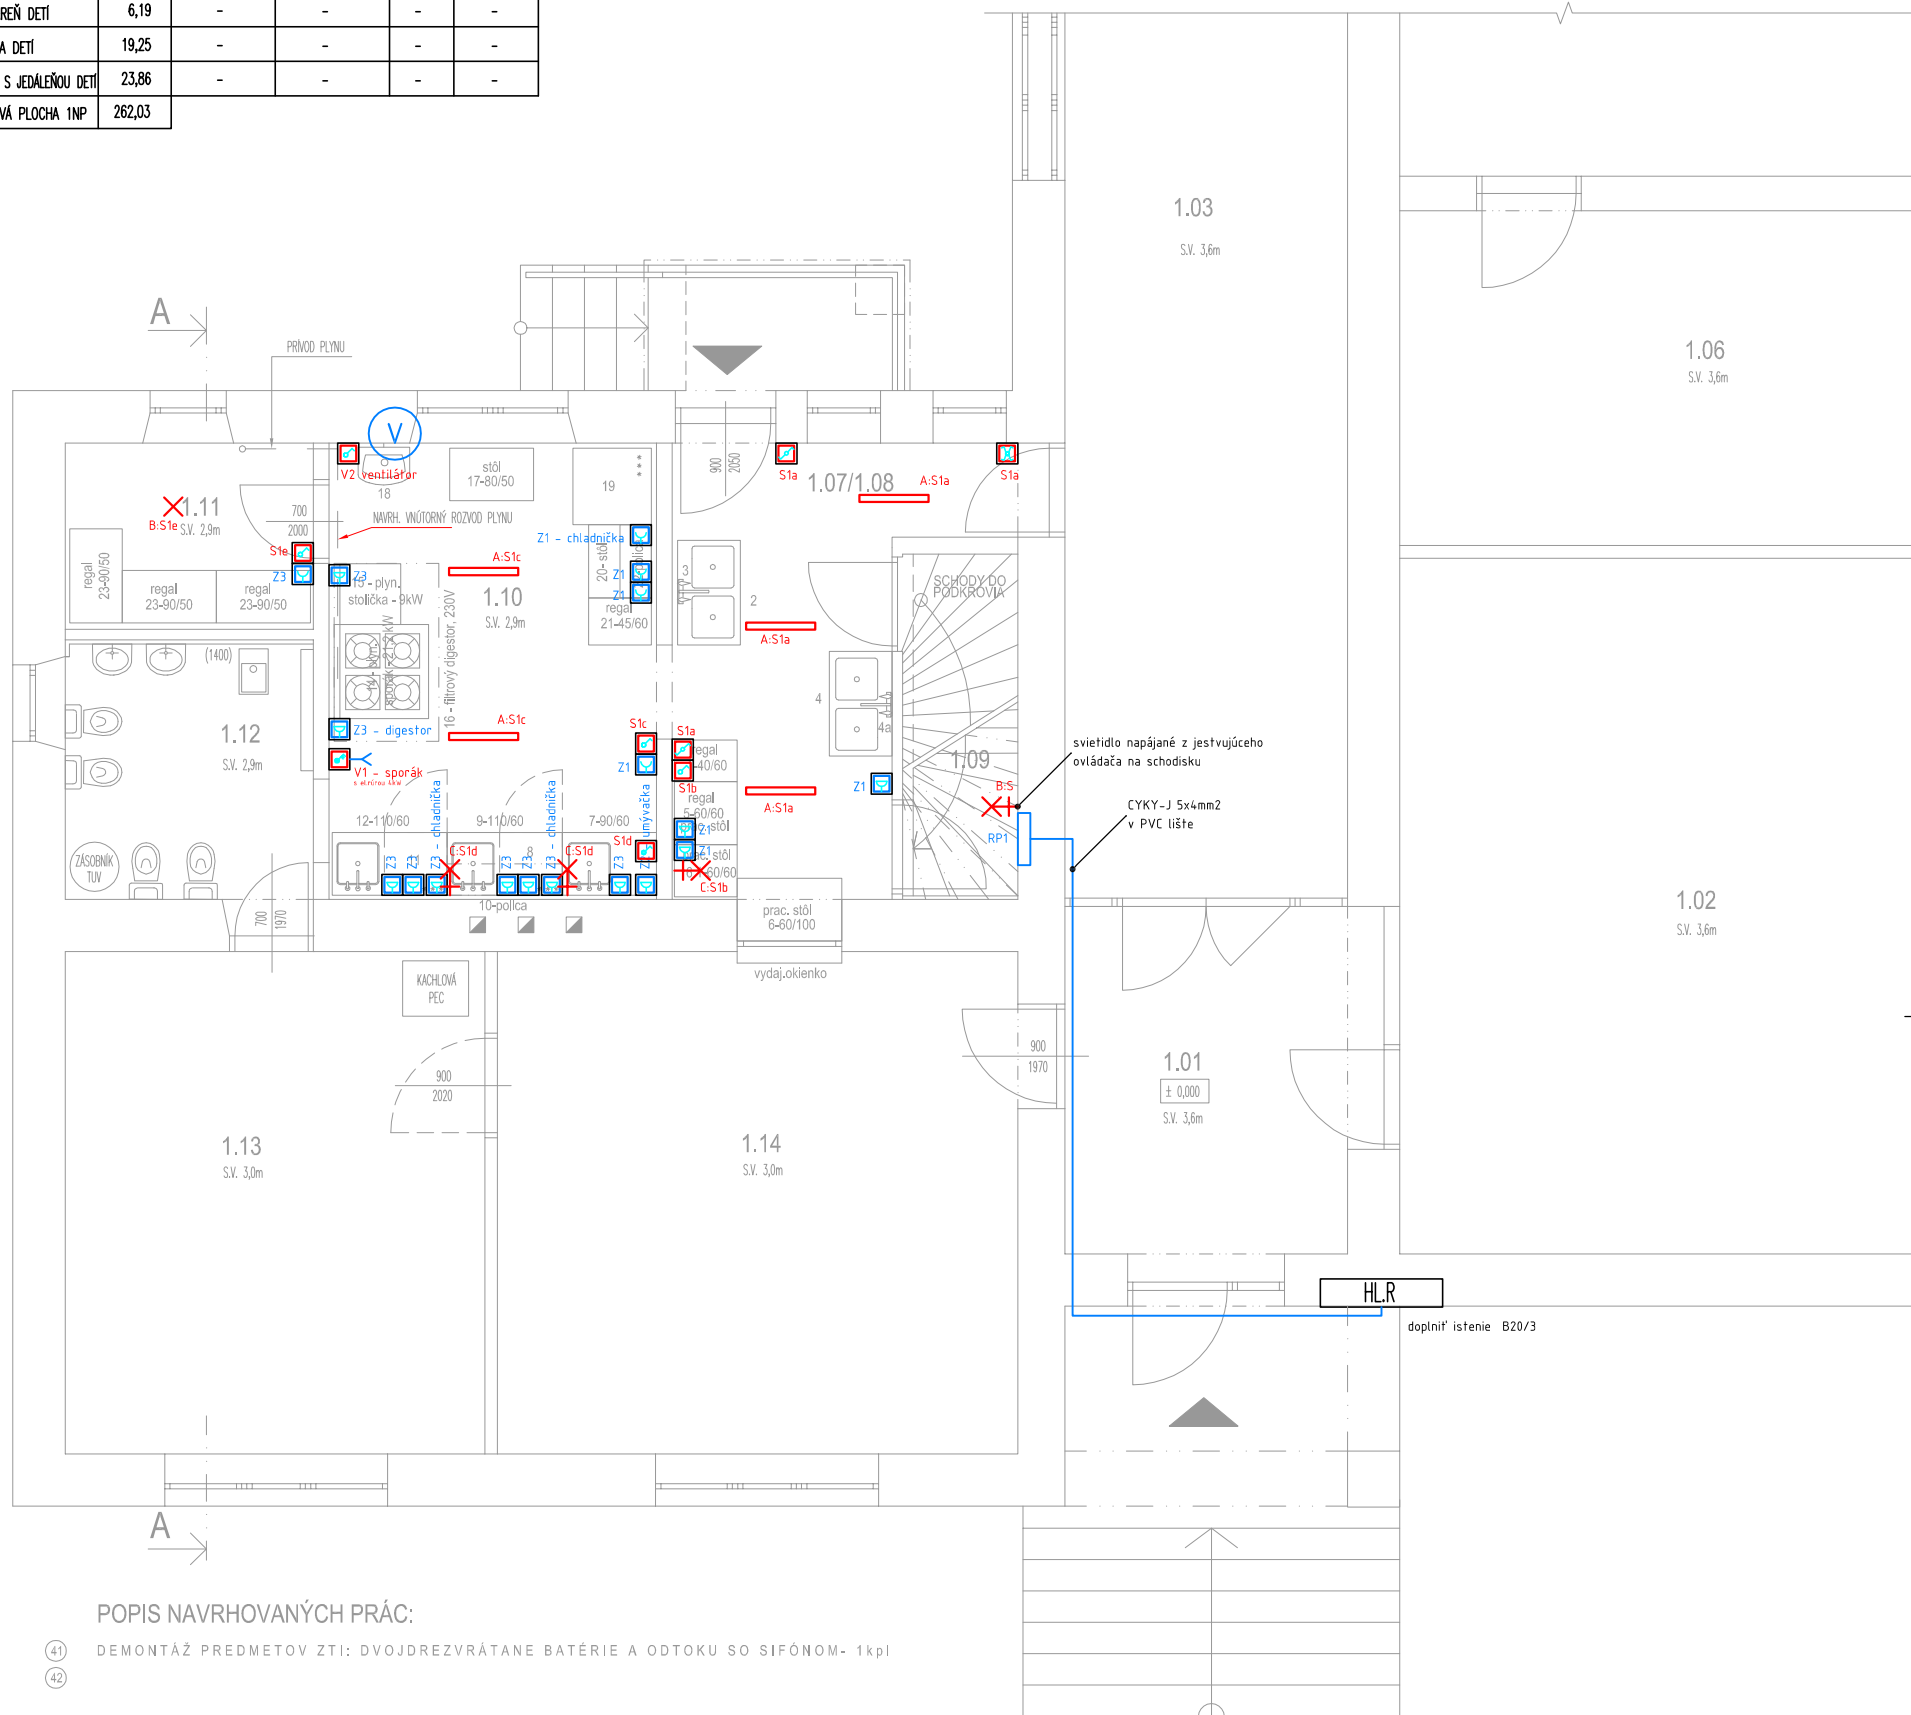 REŇ DETÍ 6,19 - - - -
A DETÍ 19,25 - - - -
S JEDÁLEŇOU DETÍ 23,86 - - - -
VÁ PLOCHA 1NP 262,03
1.03
S.V. 3,6m
A
PRÍVOD PLYNU
1.06
S.V. 3,6m
V
V2 ventilátor
18
stôl
17-80/50
19
***
900
2050
S1a
1.07/1.08
A:S1a
S1a
1.11
S.V. 2,9m
B:S1e
700
2000
NAVRH. VNÚTORNÝ ROZVOD PLYNU
Z1 - chladnička
S1e
Z3
Z3
regal
23-90/50
regal
23-90/50
regal
23-90/50
15 - plyn.
stolička - 9kW
A:S1c
1.10
S.V. 2,9m
20- stôl
Z1
Z1
regal
21-45/60
3
2
A:S1a
SCHODY DO
PODKROVIA
(1400)
16 - filtrový digestor, 230V
1.12
S.V. 2,9m
Z3 - digestor
A:S1c
V1 - sporák
S1c
Z1
S1a
regal
-40/60
S1b
4
4a
1.09
Z1
svietidlo napájané z jestvujúceho
ovládača na schodisku
B:S
CYKY-J 5x4mm2
v PVC lište
RP1
A:S1a
regal
5-60/60
Z1
Z1
C:S1b
12-110/60
Z3 - chladnička
9-110/60
Z3 - chladnička
7-90/60
umývačka
S1d
C:S1d
8
C:S1d
Z3
Z3
Z3
Z3
Z3
ZÁSOBNÍK
TUV
10-polica
700
1970
prac. stôl
6-60/100
vydaj.okienko
1.02
S.V. 3,6m
KACHLOVÁ
PEC
900
2020
900
1970
1.01
± 0,000
S.V. 3,6m
1.13
S.V. 3,0m
1.14
S.V. 3,0m
HL.R
doplniť istenie B20/3
A
POPIS NAVRHOVANÝCH PRÁC:
41 DEMONTÁŽ PREDMETOV ZTI: DVOJDREZVRÁTANE BATÉRIE A ODTOKU SO SIFÓNOM- 1kpl
42